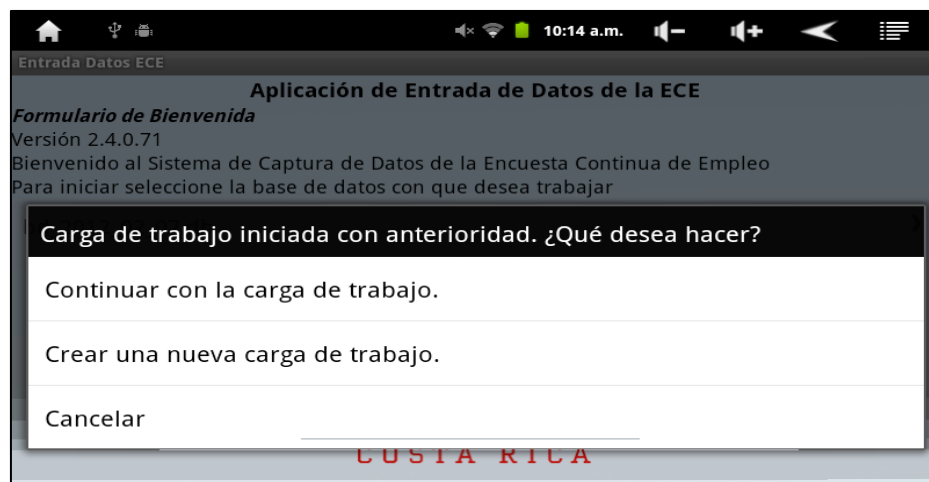 10:14 a.m.
Entrada Datos ECE
Aplicación de Entrada de Datos de la ECE
Formulario de Bienvenida
Versión 2.4.0.71
Bienvenido al Sistema de Captura de Datos de la Encuesta Continua de Empleo
Para iniciar seleccione la base de datos con que desea trabajar
Carga de trabajo iniciada con anterioridad. ¿Qué desea hacer?
Continuar con la carga de trabajo.
Crear una nueva carga de trabajo.
Cancelar
COSTA RICA